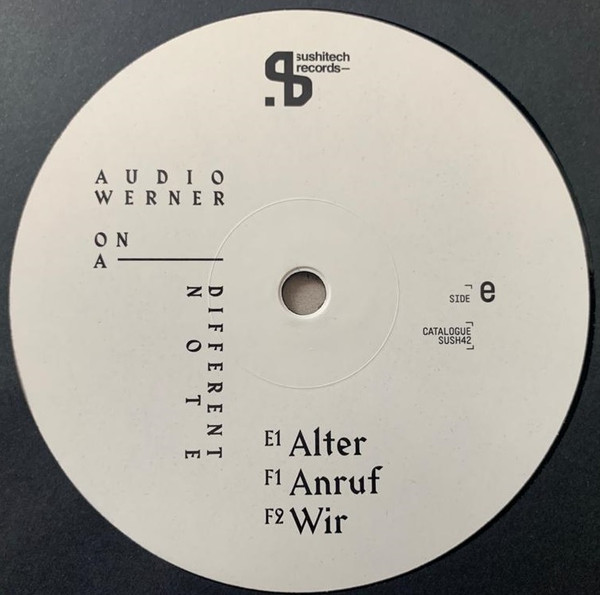 sushitech
records—
AUDIO
WERNER
ON
A
DIFFERENT
NOTE
SIDE e
CATALOGUE
SUSH42
E1 Alter
F1 Anruf
F2 Wir